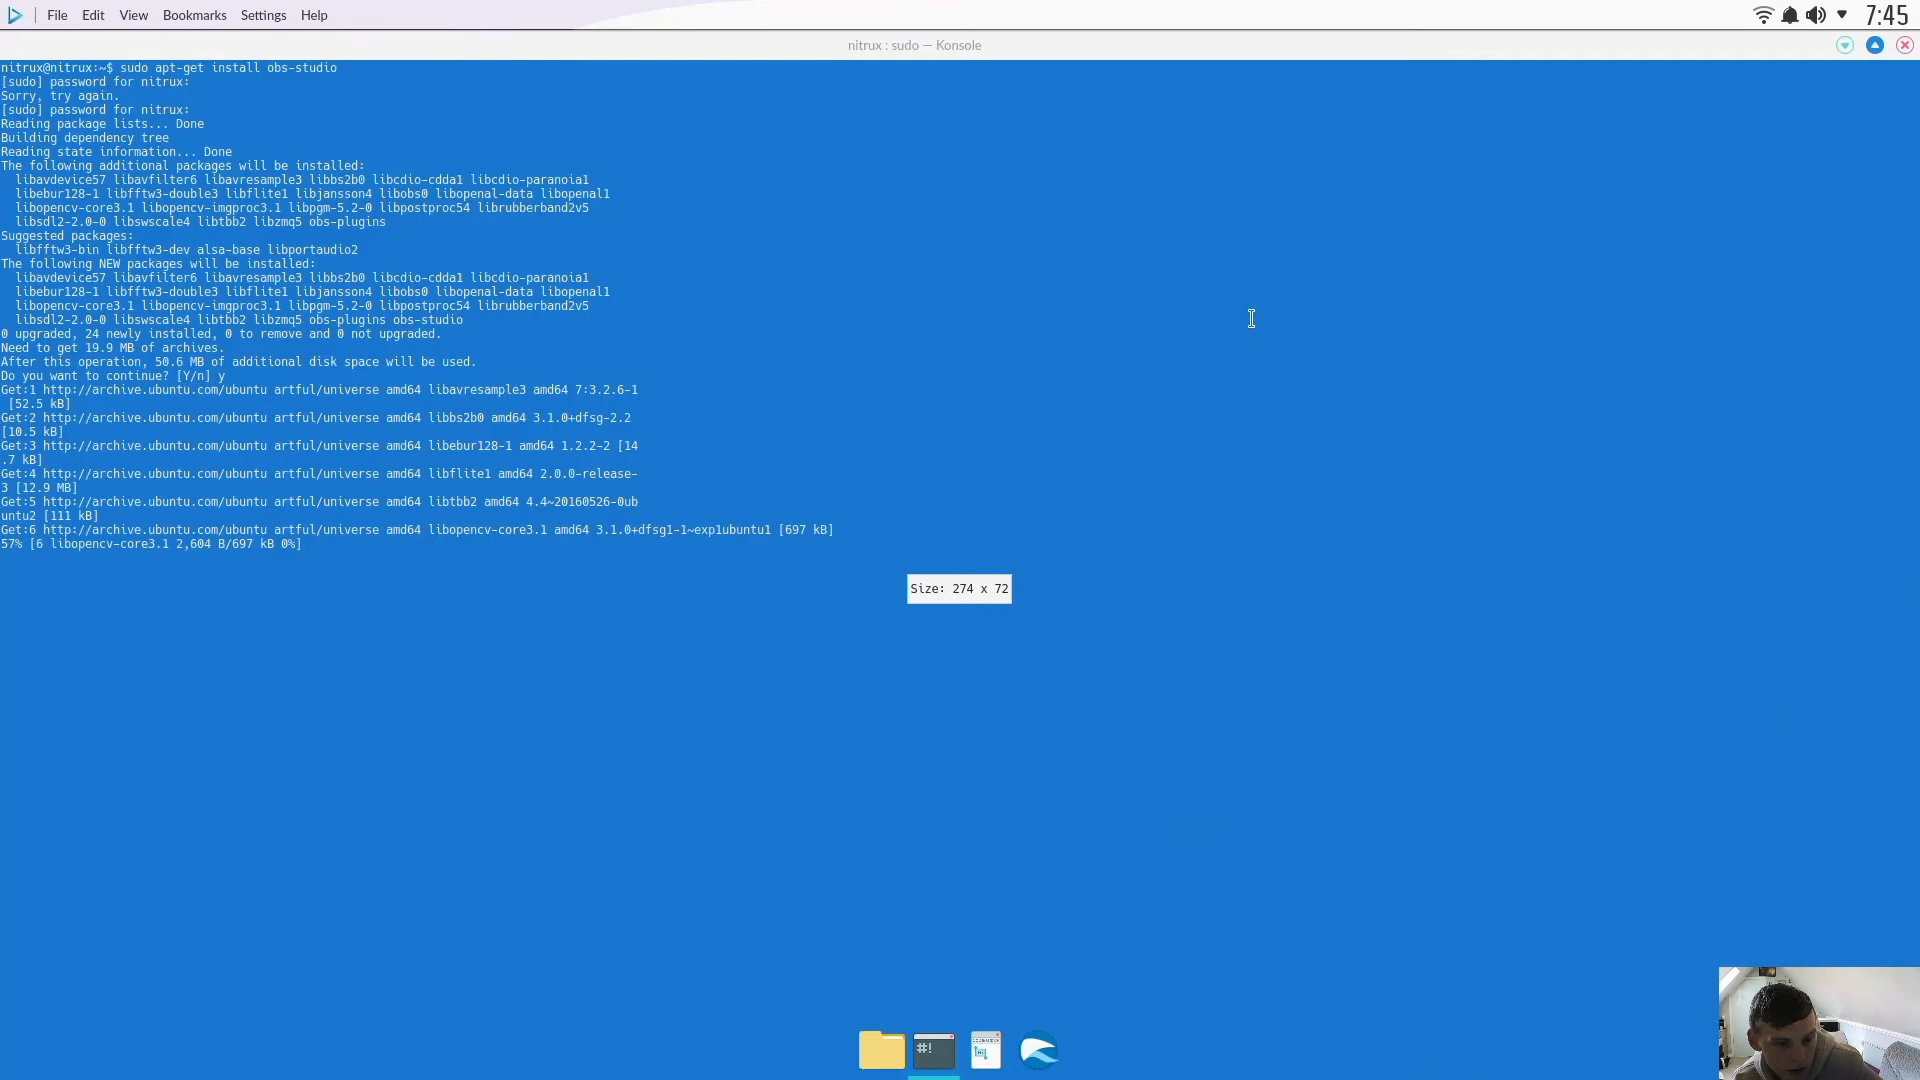 File Edit View Bookmarks Settings Help 7:45
nitrux : sudo — Konsole
nitrux@nitrux:~$ sudo apt-get install obs-studio
[sudo] password for nitrux:
Sorry, try again.
[sudo] password for nitrux:
Reading package lists... Done
Building dependency tree
Reading state information... Done
The following additional packages will be installed:
  libavdevice57 libavfilter6 libavresample3 libbs2b0 libcdio-cdda1 libcdio-paranoia1
  libebur128-1 libfftw3-double3 libflite1 libjansson4 libobs0 libopenal-data libopenal1
  libopencv-core3.1 libopencv-imgproc3.1 libpgm-5.2-0 libpostproc54 librubberband2v5
  libsdl2-2.0-0 libswscale4 libtbb2 libzmq5 obs-plugins
Suggested packages:
  libfftw3-bin libfftw3-dev alsa-base libportaudio2
The following NEW packages will be installed:
  libavdevice57 libavfilter6 libavresample3 libbs2b0 libcdio-cdda1 libcdio-paranoia1
  libebur128-1 libfftw3-double3 libflite1 libjansson4 libobs0 libopenal-data libopenal1
  libopencv-core3.1 libopencv-imgproc3.1 libpgm-5.2-0 libpostproc54 librubberband2v5
  libsdl2-2.0-0 libswscale4 libtbb2 libzmq5 obs-plugins obs-studio
0 upgraded, 24 newly installed, 0 to remove and 0 not upgraded.
Need to get 19.9 MB of archives.
After this operation, 50.6 MB of additional disk space will be used.
Do you want to continue? [Y/n] y
Get:1 http://archive.ubuntu.com/ubuntu artful/universe amd64 libavresample3 amd64 7:3.2.6-1
 [52.5 kB]
Get:2 http://archive.ubuntu.com/ubuntu artful/universe amd64 libbs2b0 amd64 3.1.0+dfsg-2.2
[10.5 kB]
Get:3 http://archive.ubuntu.com/ubuntu artful/universe amd64 libebur128-1 amd64 1.2.2-2 [14
.7 kB]
Get:4 http://archive.ubuntu.com/ubuntu artful/universe amd64 libflite1 amd64 2.0.0-release-
3 [12.9 MB]
Get:5 http://archive.ubuntu.com/ubuntu artful/universe amd64 libtbb2 amd64 4.4~20160526-0ub
untu2 [111 kB]
Get:6 http://archive.ubuntu.com/ubuntu artful/universe amd64 libopencv-core3.1 amd64 3.1.0+dfsg1-1~exp1ubuntu1 [697 kB]
57% [6 libopencv-core3.1 2,604 B/697 kB 0%]
Size: 274 x 72
#!